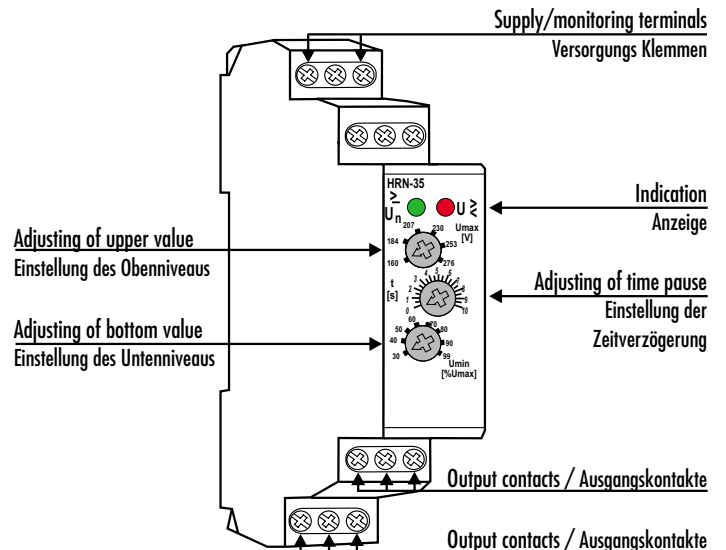 Supply/monitoring terminals
Versorgungs Klemmen
HRN-35
Un
U
Indication
Anzeige
Umax
[V]
160 184 207 230 253 276
Adjusting of upper value
Einstellung des Obenniveaus
t
[s]
0 1 2 3 4 5 6 7 8 9 10
Adjusting of time pause
Einstellung der
Zeitverzögerung
Adjusting of bottom value
Einstellung des Untenniveaus
30 40 50 60 70 80 90 99
Umin
[%Umax]
Output contacts / Ausgangskontakte
Output contacts / Ausgangskontakte